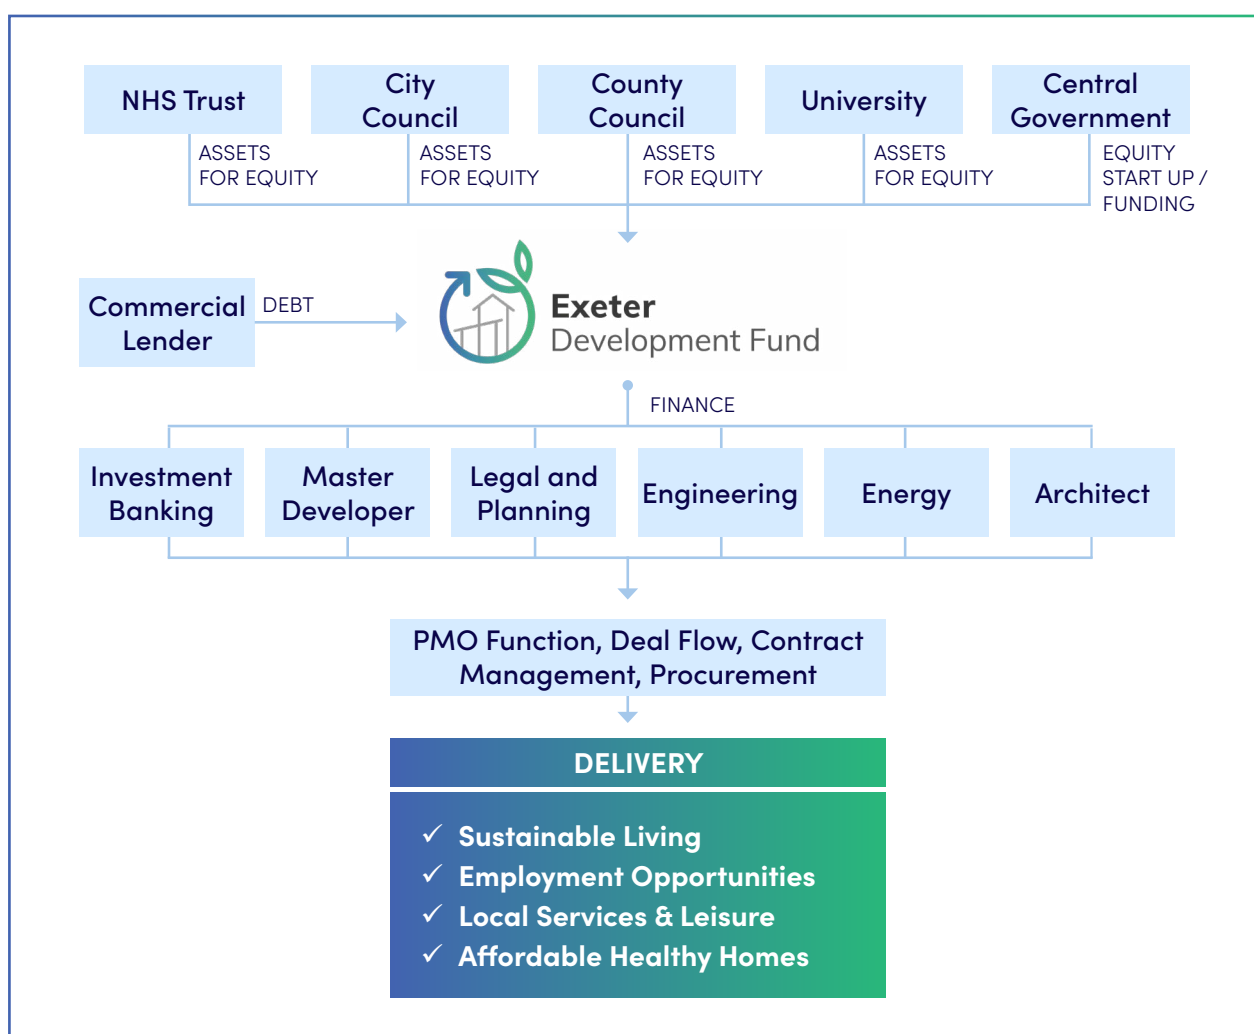 NHS Trust
City
Council
County
Council
University
Central
Government
ASSETS
FOR EQUITY
ASSETS
FOR EQUITY
ASSETS
FOR EQUITY
ASSETS
FOR EQUITY
EQUITY
START UP /
FUNDING
Commercial
Lender
DEBT
Exeter
Development Fund
FINANCE
Investment
Banking
Master
Developer
Legal and
Planning
Engineering
Energy
Architect
PMO Function, Deal Flow, Contract
Management, Procurement
DELIVERY
✓ Sustainable Living
✓ Employment Opportunities
✓ Local Services & Leisure
✓ Affordable Healthy Homes